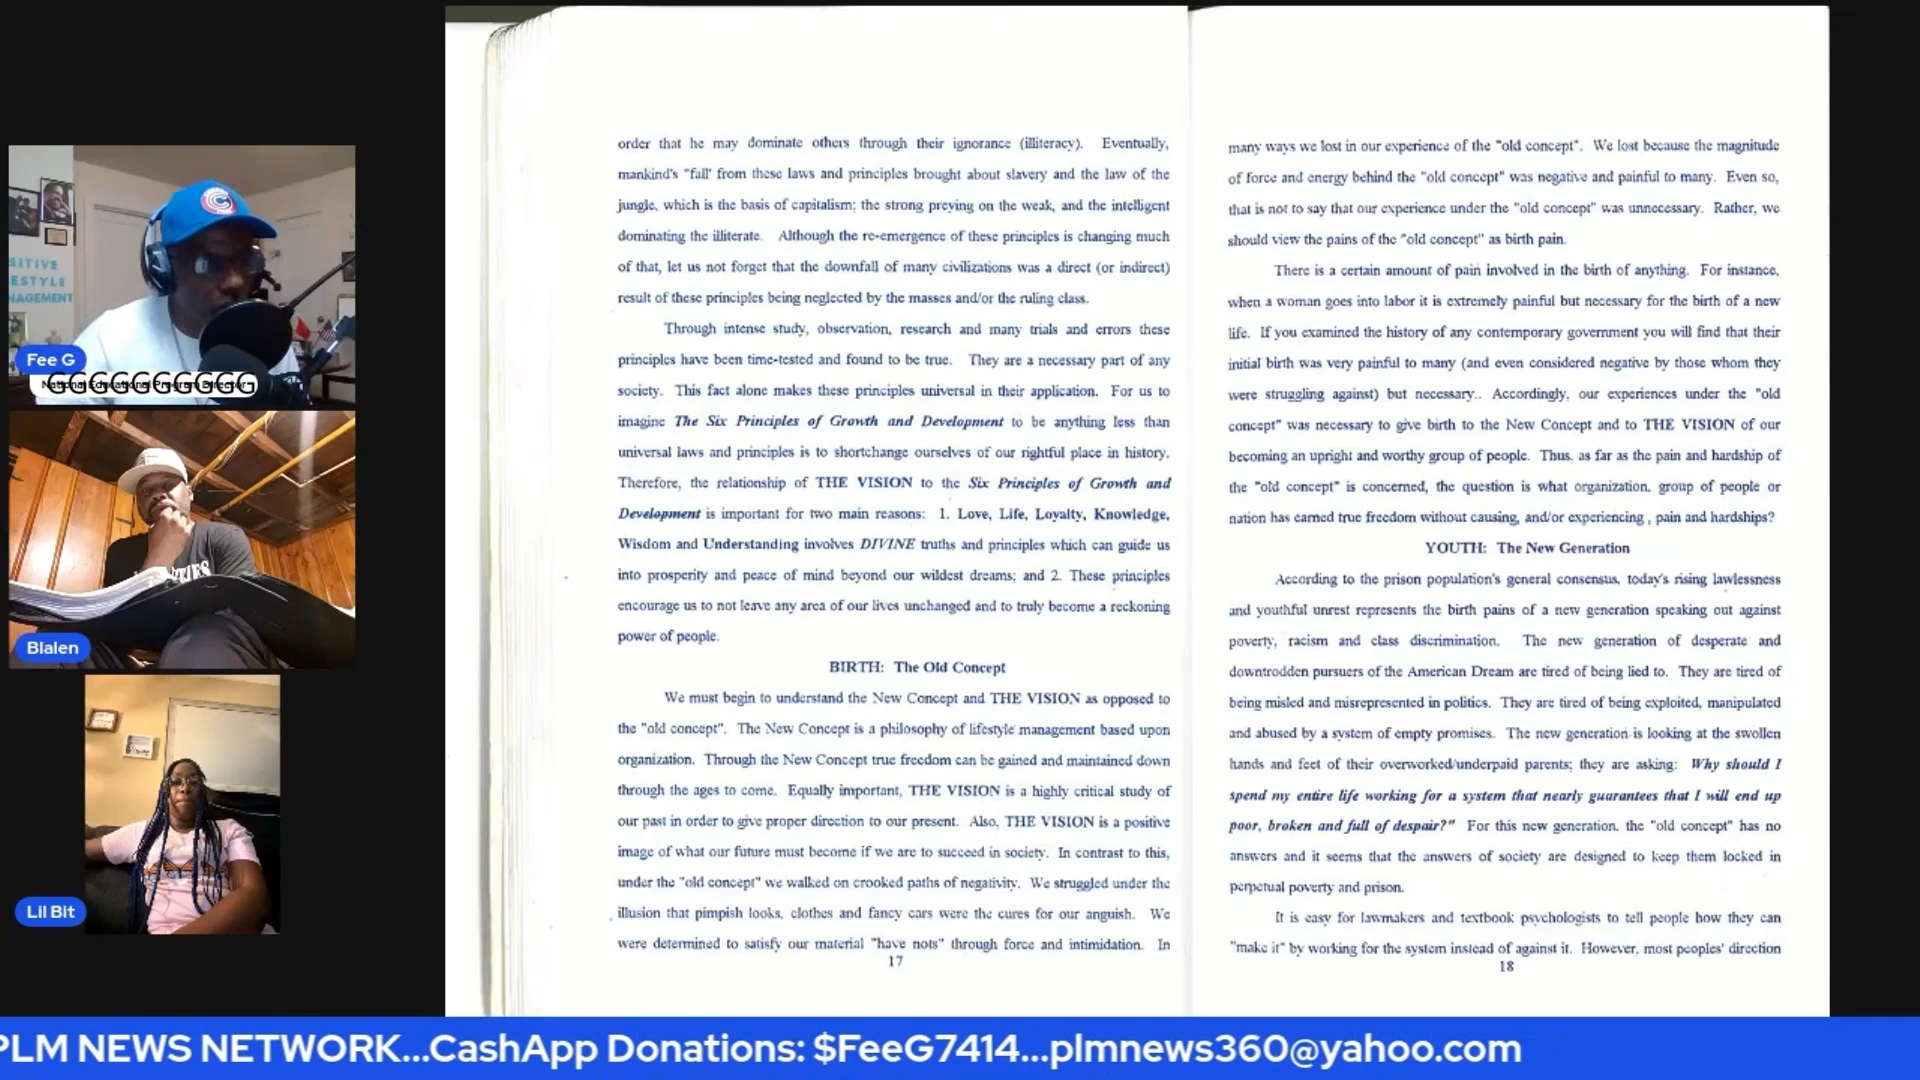 SITIVE
ESTYLE
NAGEMENT
Fee G
National Educational Program Director
GGGGGGGGGG
Blalen
Lil Bit
order that he may dominate others through their ignorance (illiteracy). Eventually,
mankind's "fall' from these laws and principles brought about slavery and the law of the
jungle, which is the basis of capitalism; the strong preying on the weak, and the intelligent
dominating the illiterate. Although the re-emergence of these principles is changing much
of that, let us not forget that the downfall of many civilizations was a direct (or indirect)
result of these principles being neglected by the masses and/or the ruling class.
Through intense study, observation, research and many trials and errors these
principles have been time-tested and found to be true. They are a necessary part of any
society. This fact alone makes these principles universal in their application. For us to
imagine The Six Principles of Growth and Development to be anything less than
universal laws and principles is to shortchange ourselves of our rightful place in history.
Therefore, the relationship of THE VISION to the Six Principles of Growth and
Development is important for two main reasons: 1. Love, Life, Loyalty, Knowledge,
Wisdom and Understanding involves DIVINE truths and principles which can guide us
into prosperity and peace of mind beyond our wildest dreams; and 2. These principles
encourage us to not leave any area of our lives unchanged and to truly become a reckoning
power of people.
BIRTH: The Old Concept
We must begin to understand the New Concept and THE VISION as opposed to
the "old concept". The New Concept is a philosophy of lifestyle management based upon
organization. Through the New Concept true freedom can be gained and maintained down
through the ages to come. Equally important, THE VISION is a highly critical study of
our past in order to give proper direction to our present. Also, THE VISION is a positive
image of what our future must become if we are to succeed in society. In contrast to this,
under the "old concept" we walked on crooked paths of negativity. We struggled under the
illusion that pimpish looks, clothes and fancy cars were the cures for our anguish. We
were determined to satisfy our material "have nots" through force and intimidation. In
17
many ways we lost in our experience of the "old concept". We lost because the magnitude
of force and energy behind the "old concept" was negative and painful to many. Even so,
that is not to say that our experience under the "old concept" was unnecessary. Rather, we
should view the pains of the "old concept" as birth pain.
There is a certain amount of pain involved in the birth of anything. For instance,
when a woman goes into labor it is extremely painful but necessary for the birth of a new
life. If you examined the history of any contemporary government you will find that their
initial birth was very painful to many (and even considered negative by those whom they
were struggling against) but necessary.. Accordingly, our experiences under the "old
concept" was necessary to give birth to the New Concept and to THE VISION of our
becoming an upright and worthy group of people. Thus, as far as the pain and hardship of
the "old concept" is concerned, the question is what organization, group of people or
nation has earned true freedom without causing, and/or experiencing , pain and hardships?
YOUTH: The New Generation
According to the prison population's general consensus, today's rising lawlessness
and youthful unrest represents the birth pains of a new generation speaking out against
poverty, racism and class discrimination. The new generation of desperate and
downtrodden pursuers of the American Dream are tired of being lied to. They are tired of
being misled and misrepresented in politics. They are tired of being exploited, manipulated
and abused by a system of empty promises. The new generation is looking at the swollen
hands and feet of their overworked/underpaid parents; they are asking: Why should I
spend my entire life working for a system that nearly guarantees that I will end up
poor, broken and full of despair?" For this new generation, the "old concept" has no
answers and it seems that the answers of society are designed to keep them locked in
perpetual poverty and prison.
It is easy for lawmakers and textbook psychologists to tell people how they can
"make it" by working for the system instead of against it. However, most peoples' direction
18
PLM NEWS NETWORK...CashApp Donations: $FeeG7414...plmnews360@yahoo.com